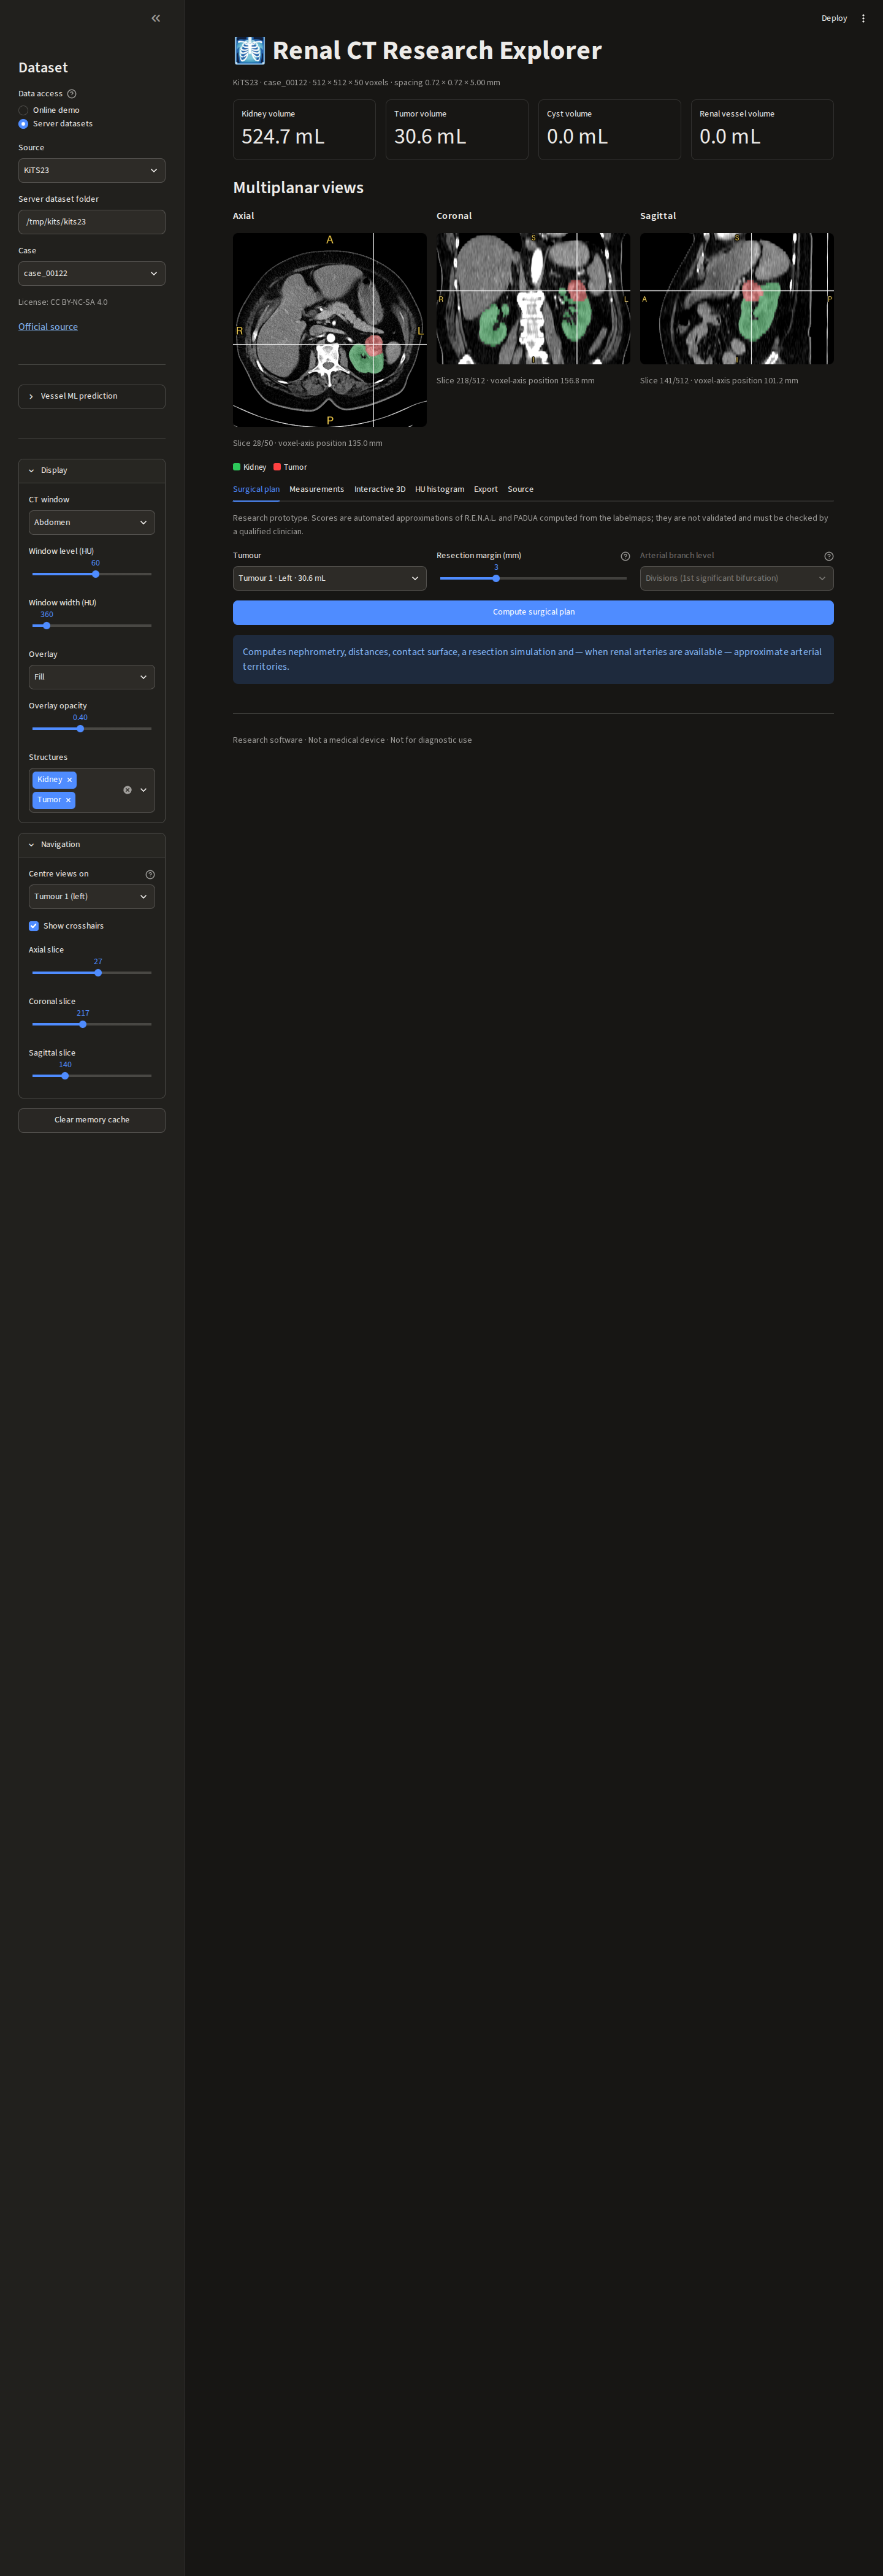 Dataset
Data access
Online demo
Server datasets
Source
KiTS23
Server dataset folder
/tmp/kits/kits23
Case
case_00122
License: CC BY-NC-SA 4.0
Official source
Vessel ML prediction
Display
CT window
Abdomen
Window level (HU)
60
Window width (HU)
360
Overlay
Fill
Overlay opacity
0.40
Structures
Kidney
Tumor
Navigation
Centre views on
Tumour 1 (left)
Show crosshairs
Axial slice
27
Coronal slice
217
Sagittal slice
140
Clear memory cache
Deploy
Renal CT Research Explorer
KiTS23 · case_00122 · 512 × 512 × 50 voxels · spacing 0.72 × 0.72 × 5.00 mm
Kidney volume
524.7 mL
Tumor volume
30.6 mL
Cyst volume
0.0 mL
Renal vessel volume
0.0 mL
Multiplanar views
Axial
A
R
L
P
Slice 28/50 · voxel-axis position 135.0 mm
Coronal
S
R
L
Slice 218/512 · voxel-axis position 156.8 mm
Sagittal
S
A
P
Slice 141/512 · voxel-axis position 101.2 mm
Kidney Tumor
Surgical plan Measurements Interactive 3D HU histogram Export Source
Research prototype. Scores are automated approximations of R.E.N.A.L. and PADUA computed from the labelmaps; they are not validated and must be checked by
a qualified clinician.
Tumour
Tumour 1 · Left · 30.6 mL
Resection margin (mm)
3
Arterial branch level
Divisions (1st significant bifurcation)
Compute surgical plan
Computes nephrometry, distances, contact surface, a resection simulation and — when renal arteries are available — approximate arterial
territories.
Research software · Not a medical device · Not for diagnostic use